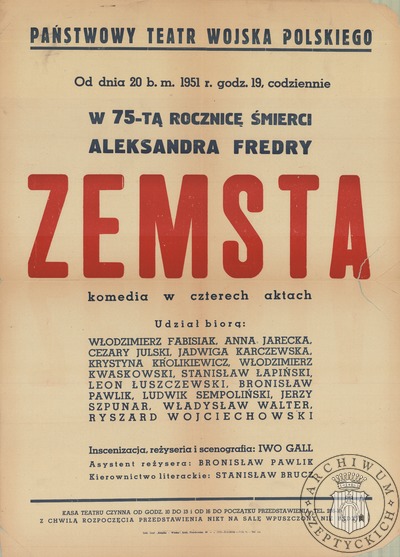 PAŃSTWOWY TEATR WOJSKA POLSKIEGO
Od dnia 20 b. m. 1951 r. godz. 19, codziennie
W 75-TĄ ROCZNICĘ ŚMIERCI
ALEKSANDRA FREDRY
ZEMSTA
komedia w czterech aktach
Udział biorą:
WŁODZIMIERZ FABISIAK, ANNA JARECKA,
CEZARY JULSKI, JADWIGA KARCZEWSKA,
KRYSTYNA KRÓLIKIEWICZ, WŁODZIMIERZ
KWASKOWSKI, STANISŁAW ŁAPIŃSKI,
LEON ŁUSZCZEWSKI, BRONISŁAW
PAWLIK, LUDWIK SEMPOLIŃSKI, JERZY
SZPUNAR, WŁADYSŁAW WALTER,
RYSZARD WOJCIECHOWSKI
Inscenizacja, reżyseria i scenografia: IWO GALL
Asystent reżysera: BRONISŁAW PAWLIK
Kierownictwo literackie: STANISŁAW BRUCZ
KASA TEATRU CZYNNA OD GODZ. 10 DO 13 i OD 16 DO POCZĄTKU PRZEDSTAWIENIA. TEL.
Z CHWILĄ ROZPOCZĘCIA PRZEDSTAWIENIA NIKT NA SALĘ WPUSZCZONY NIE
ARCHIWUM
SZEPTYCKICH